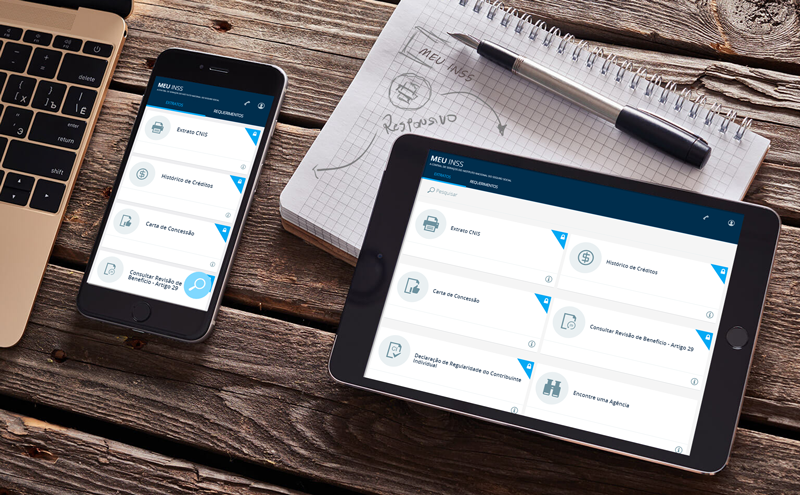 delete
return
shift
MEU INSS
EXTRATOS
REQUERIMENTOS
Extrato CNIS
Histórico de Créditos
Carta de Concessão
Consultar Revisão de
Benefício - Artigo 29
MEU INSS
Responsivo
MEU INSS
EXTRATOS
REQUERIMENTOS
Pesquisar
Extrato CNIS
Histórico de Créditos
Carta de Concessão
Consultar Revisão de Benefício - Artigo 29
Declaração de Regularidade do Contribuinte
Individual
Encontre uma Agência